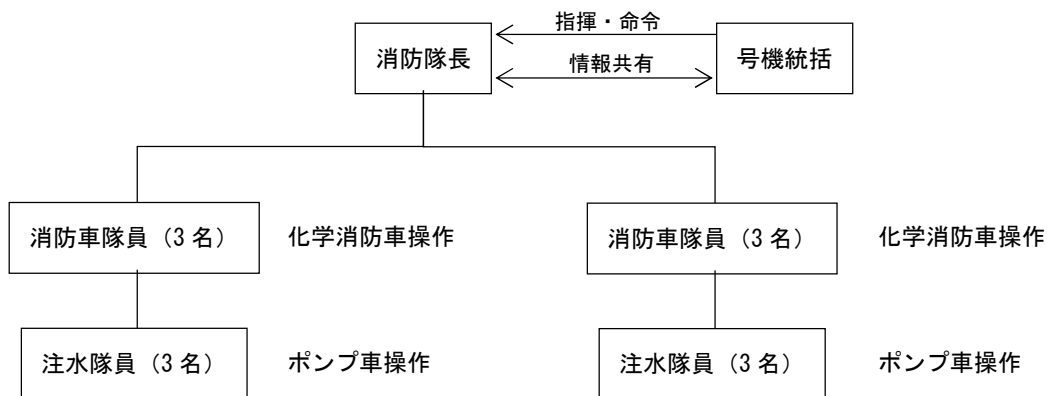 指揮・命令
消防隊長
号機統括
情報共有
消防車隊員（3 名）
化学消防車操作
消防車隊員（3 名）
化学消防車操作
注水隊員（3 名）
ポンプ車操作
注水隊員（3 名）
ポンプ車操作